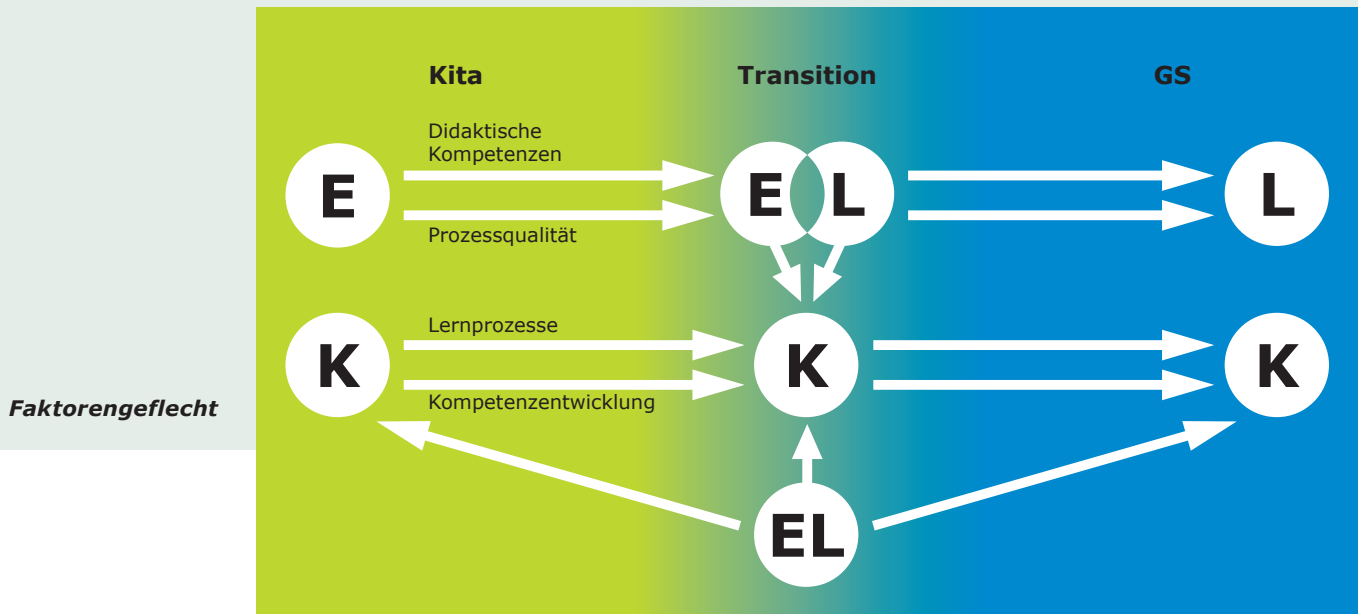 Kita
Transition
GS
Didaktische
Kompetenzen
E
E L
L
Prozessqualität
Lernprozesse
K
K
K
Kompetenzentwicklung
Faktorengeflecht
EL